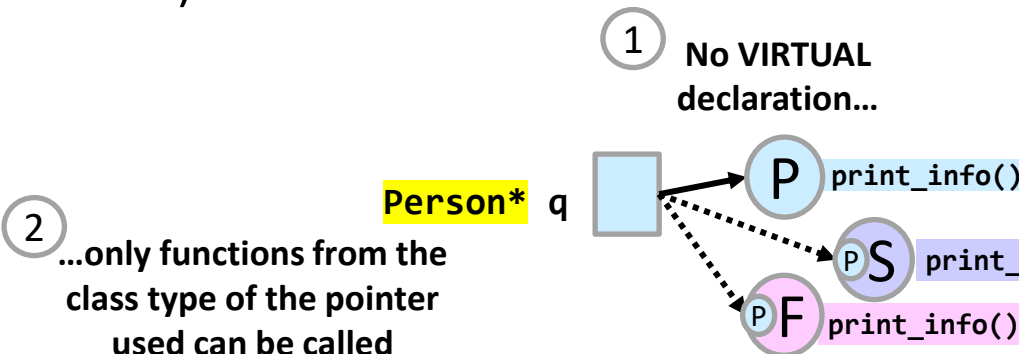 1
No VIRTUAL
declaration…
P
print_info()
Person* q
2
…only functions from the
class type of the pointer
used can be called
P
S
print_
P
F
print_info()